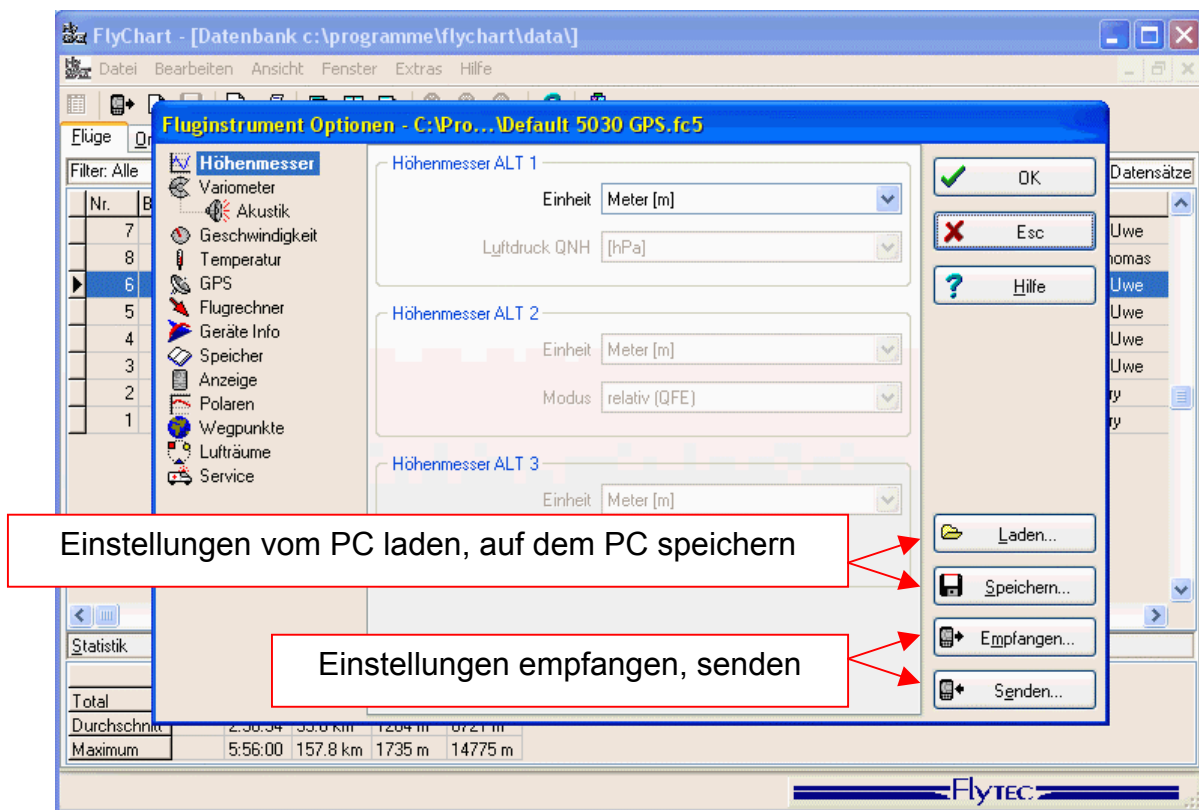 FlyChart - [Datenbank c:\programme\flychart\data\]
Datei Bearbeiten Ansicht Fenster Extras Hilfe
Fluginstrument Optionen - C:\Pro...\Default 5030 GPS.fc5
Flüge
Filter: Alle
Datensätze
Nr.
7
8
6
5
4
3
2
1
Uwe
homas
Uwe
Uwe
Uwe
Uwe
ry
ry
Höhenmesser
Variometer
Akustik
Geschwindigkeit
Temperatur
GPS
Flugrechner
Geräte Info
Speicher
Anzeige
Polaren
Wegpunkte
Lufträume
Service
Höhenmesser ALT 1
Einheit Meter [m]
Luftdruck QNH [hPa]
Höhenmesser ALT 2
Einheit Meter [m]
Modus relativ (QFE)
Höhenmesser ALT 3
Einheit Meter [m]
OK
Esc
Hilfe
Laden...
Speichern...
Empfangen...
Senden...
Einstellungen vom PC laden, auf dem PC speichern
Einstellungen empfangen, senden
Statistik
Total
Durchschnitt
Maximum 5:56:00 157.8 km 1735 m 14775 m
FLYTEC